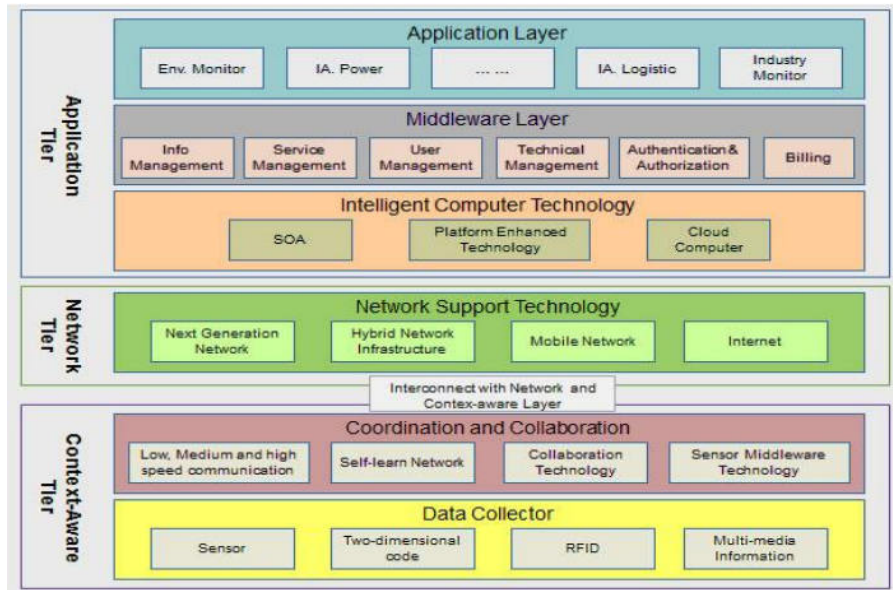 Application Tier
Application Layer
Env. Monitor
IA. Power
... ...
IA. Logistic
Industry
Monitor
Middleware Layer
Info
Management
Service
Management
User
Management
Technical
Management
Authentication &
Authorization
Billing
Intelligent Computer Technology
SOA
Platform Enhanced
Technology
Cloud
Computer
Network Tier
Network Support Technology
Next Generation
Network
Hybrid Network
Infrastructure
Mobile Network
Internet
Interconnect with Network and
Contex-aware Layer
Context-Aware Tier
Coordination and Collaboration
Low, Medium and high
speed communication
Self-learn Network
Collaboration
Technology
Sensor Middleware
Technology
Data Collector
Sensor
Two-dimensional
code
RFID
Multi-media
Information